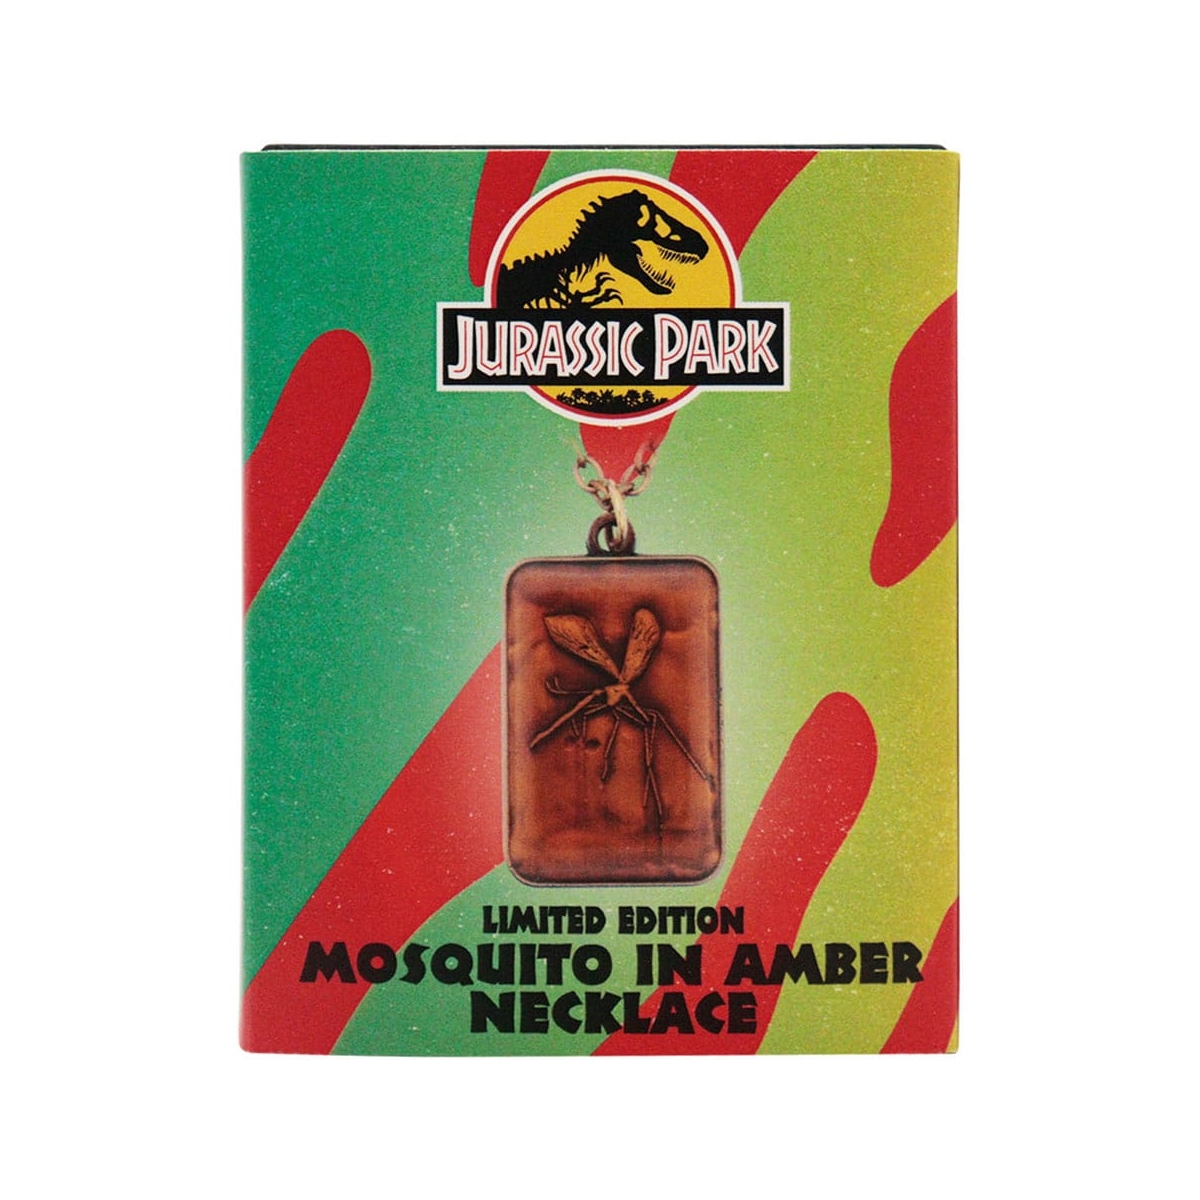 JURASSIC PARK
LIMITED EDITION
MOSQUITO IN AMBER
NECKLACE